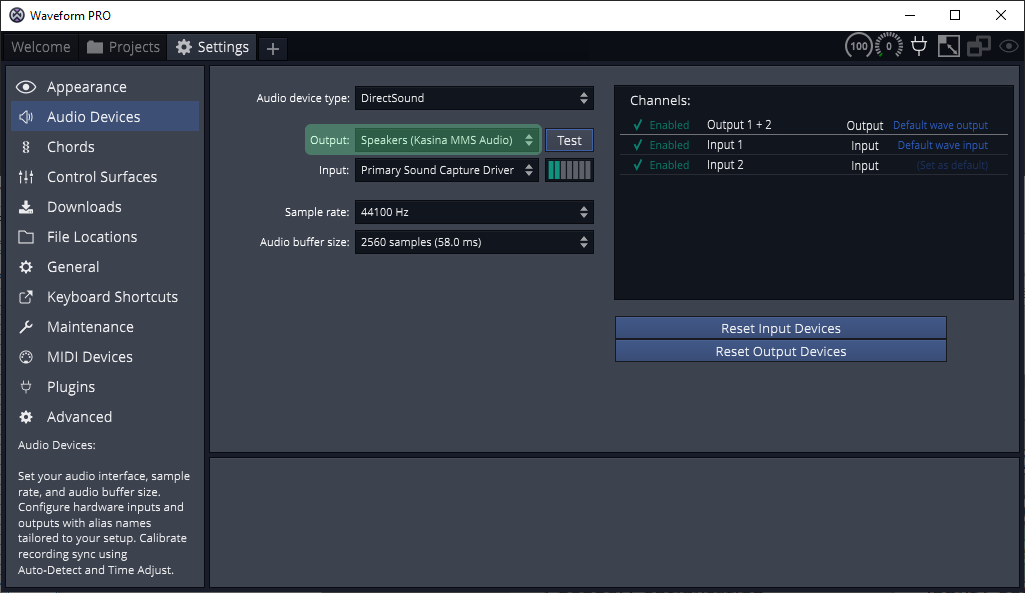 Waveform PRO
Welcome
Projects
Settings
+
100
0
Appearance
Audio Devices
Chords
Control Surfaces
Downloads
File Locations
General
Keyboard Shortcuts
Maintenance
MIDI Devices
Plugins
Advanced
Audio Devices:
Set your audio interface, sample
rate, and audio buffer size.
Configure hardware inputs and
outputs with alias names
tailored to your setup. Calibrate
recording sync using
Auto-Detect and Time Adjust.
Audio device type: DirectSound
Output: Speakers (Kasina MMS Audio) Test
Input: Primary Sound Capture Driver
Sample rate: 44100 Hz
Audio buffer size: 2560 samples (58.0 ms)
Channels:
Enabled Output 1 + 2 Output Default wave output
Enabled Input 1 Input Default wave input
Enabled Input 2 Input (Set as default)
Reset Input Devices
Reset Output Devices